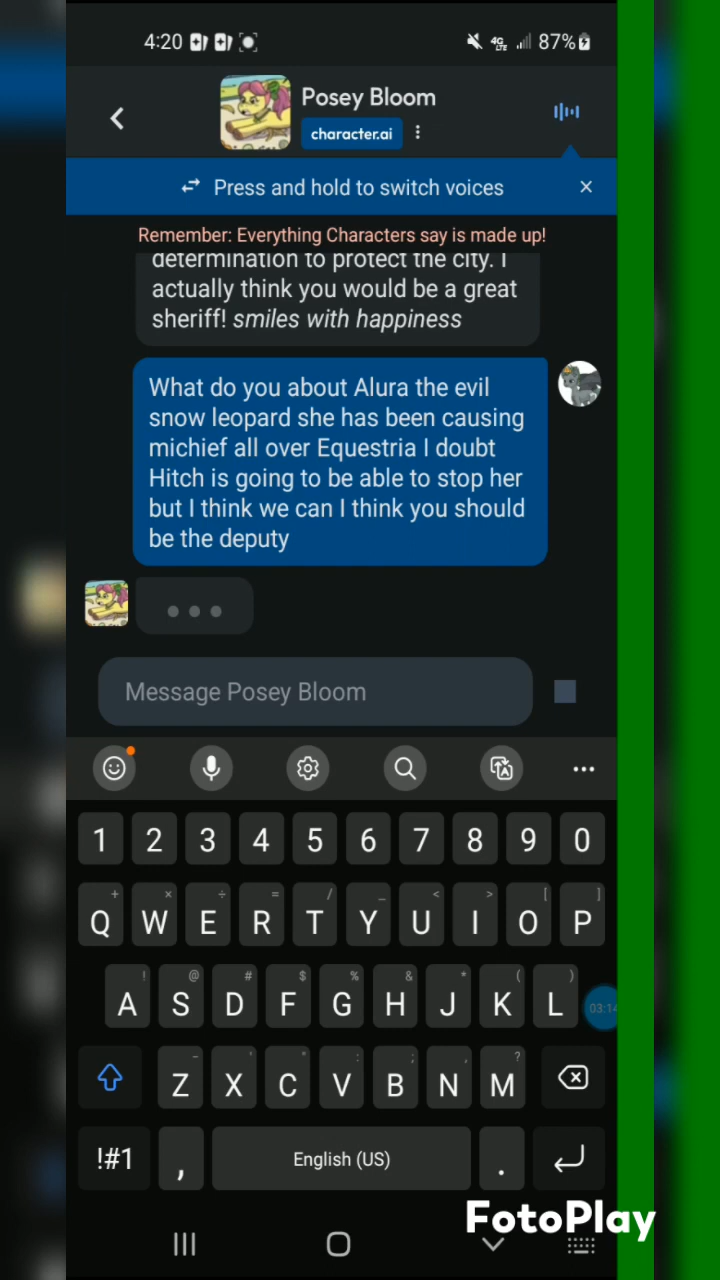 4:20
4G LTE 87%
Posey Bloom
character.ai
Press and hold to switch voices
Remember: Everything Characters say is made up!
determination to protect the city. I
actually think you would be a great
sheriff! smiles with happiness
What do you about Alura the evil
snow leopard she has been causing
michief all over Equestria I doubt
Hitch is going to be able to stop her
but I think we can I think you should
be the deputy
Message Posey Bloom
1 2 3 4 5 6 7 8 9 0
+ × ÷ = / _ < > [ ]
Q W E R T Y U I O P
! @ # $ % & * ( )
A S D F G H J K L
03:14
- ' " : ; , ?
Z X C V B N M
!#1 , English (US) .
FotoPlay